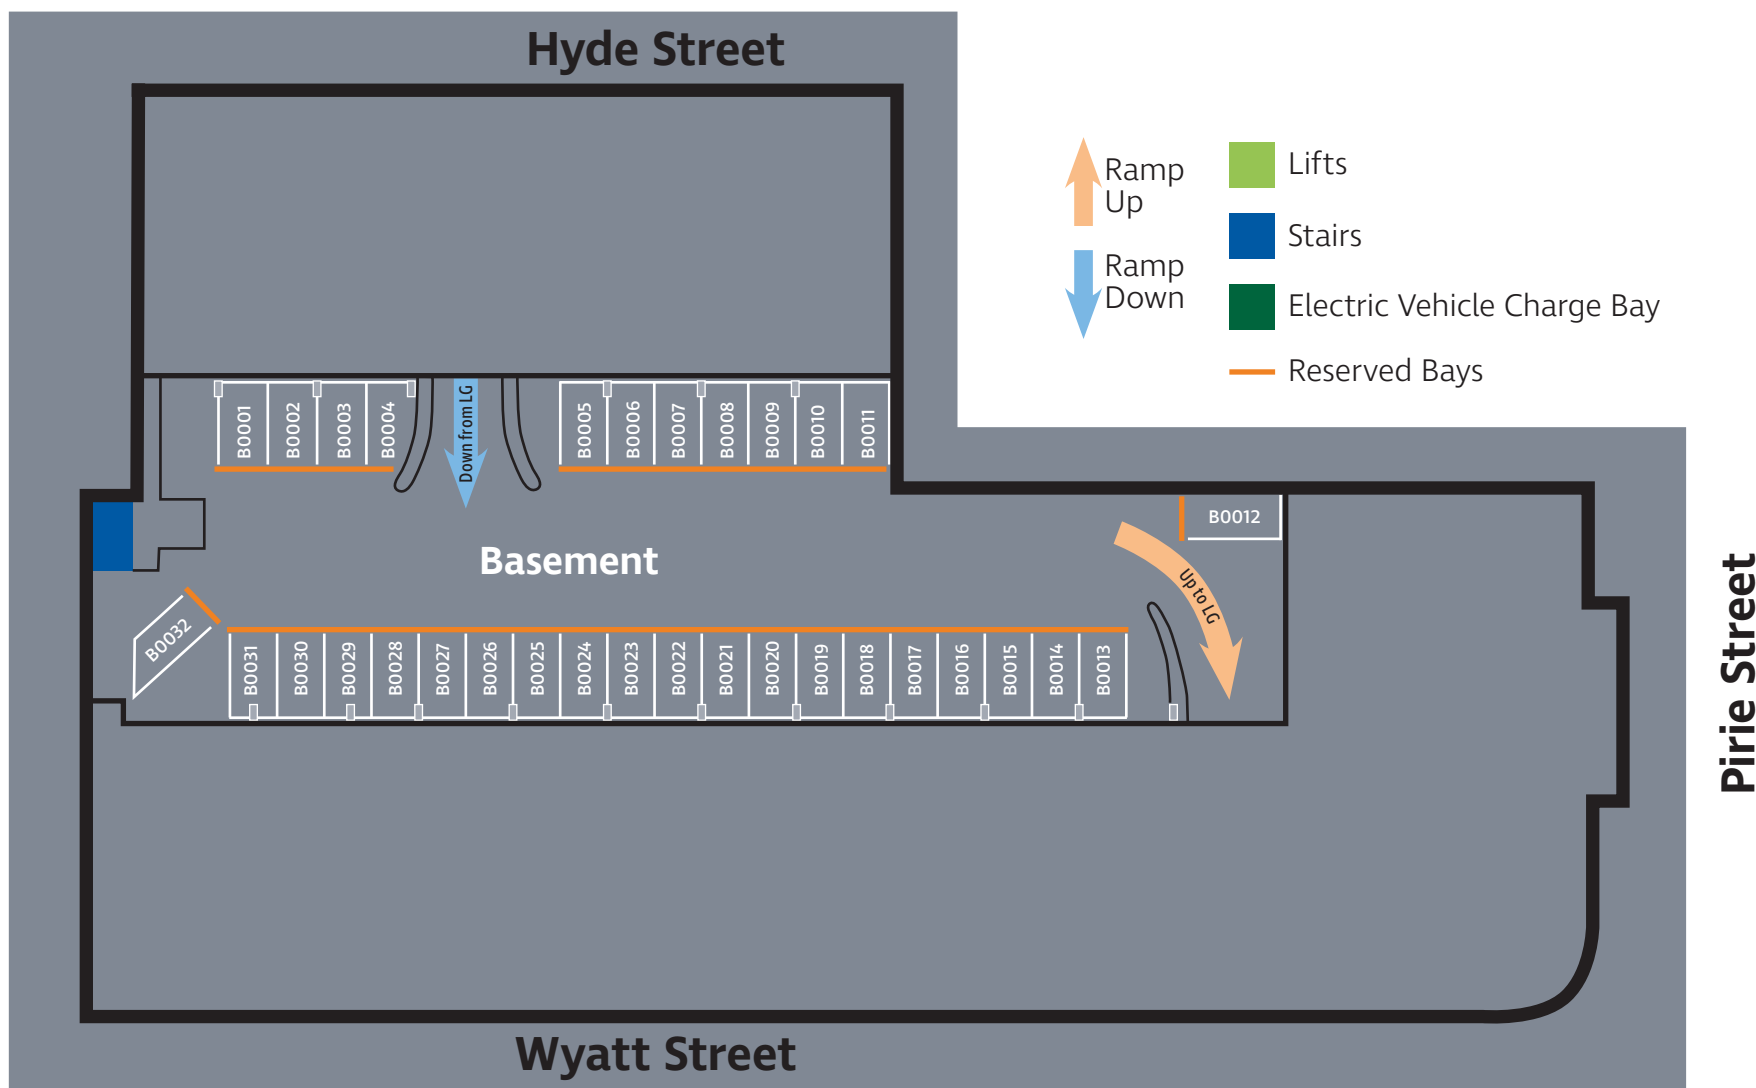 Hyde Street
Ramp
Up
Ramp
Down
Lifts
Stairs
Electric Vehicle Charge Bay
Reserved Bays
B0001
B0002
B0003
B0004
Down from LG
B0005
B0006
B0007
B0008
B0009
B0010
B0011
B0012
Basement
Up to LG
B0032
B0031
B0030
B0029
B0028
B0027
B0026
B0025
B0024
B0023
B0022
B0021
B0020
B0019
B0018
B0017
B0016
B0015
B0014
B0013
Pirie Street
Wyatt Street